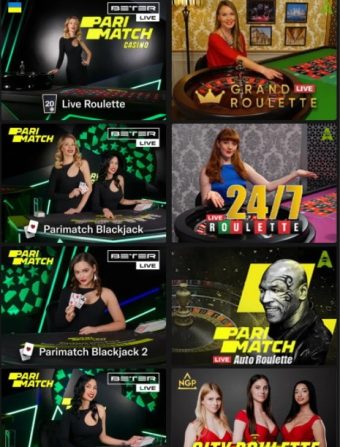 BETER
LIVE
PARI
MATCH
CASINO
20
Live Roulette
GRAND
LIVE
ROULETTE
PARI
MATCH
BETER
LIVE
Parimatch Blackjack
24/7
LIVE
ROULETTE
PARI
MATCH
BETER
LIVE
Parimatch Blackjack 2
PARI
MATCH
LIVE
Auto Roulette
PARI
MATCH
BETER
LIVE
NGP
CITY ROULETTE